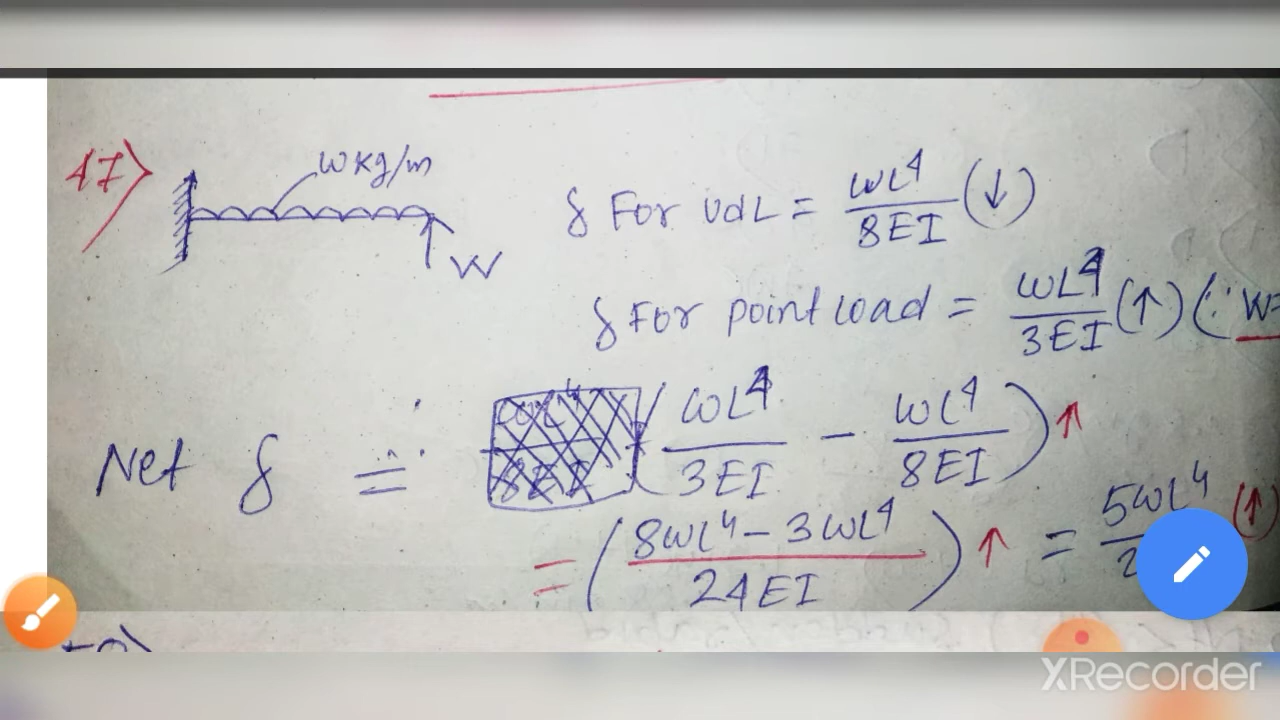 47>
w kg/m
W
δ For udL = wL⁴/8EI (↓)
δ For point load = wL⁴/3EI (↑) (∵ W=
Net δ = (wL⁴/3EI - wL⁴/8EI) ↑
= (8wL⁴ - 3wL⁴/24EI) ↑ = 5wL⁴/2 (↑)
XRecorder